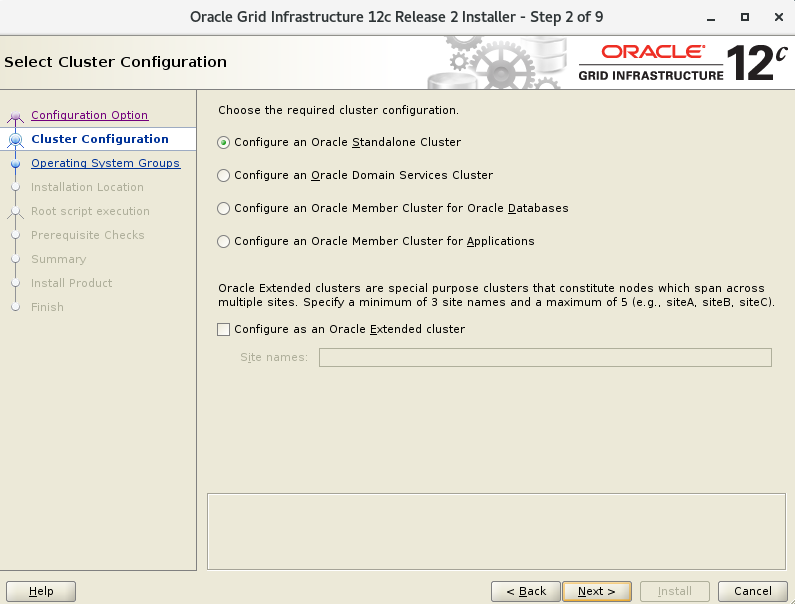 Oracle Grid Infrastructure 12c Release 2 Installer - Step 2 of 9
Select Cluster Configuration
ORACLE
GRID INFRASTRUCTURE
12c
Configuration Option
Cluster Configuration
Operating System Groups
Installation Location
Root script execution
Prerequisite Checks
Summary
Install Product
Finish
Choose the required cluster configuration.
Configure an Oracle Standalone Cluster
Configure an Oracle Domain Services Cluster
Configure an Oracle Member Cluster for Oracle Databases
Configure an Oracle Member Cluster for Applications
Oracle Extended clusters are special purpose clusters that constitute nodes which span across
multiple sites. Specify a minimum of 3 site names and a maximum of 5 (e.g., siteA, siteB, siteC).
Configure as an Oracle Extended cluster
Site names:
Help
< Back
Next >
Install
Cancel